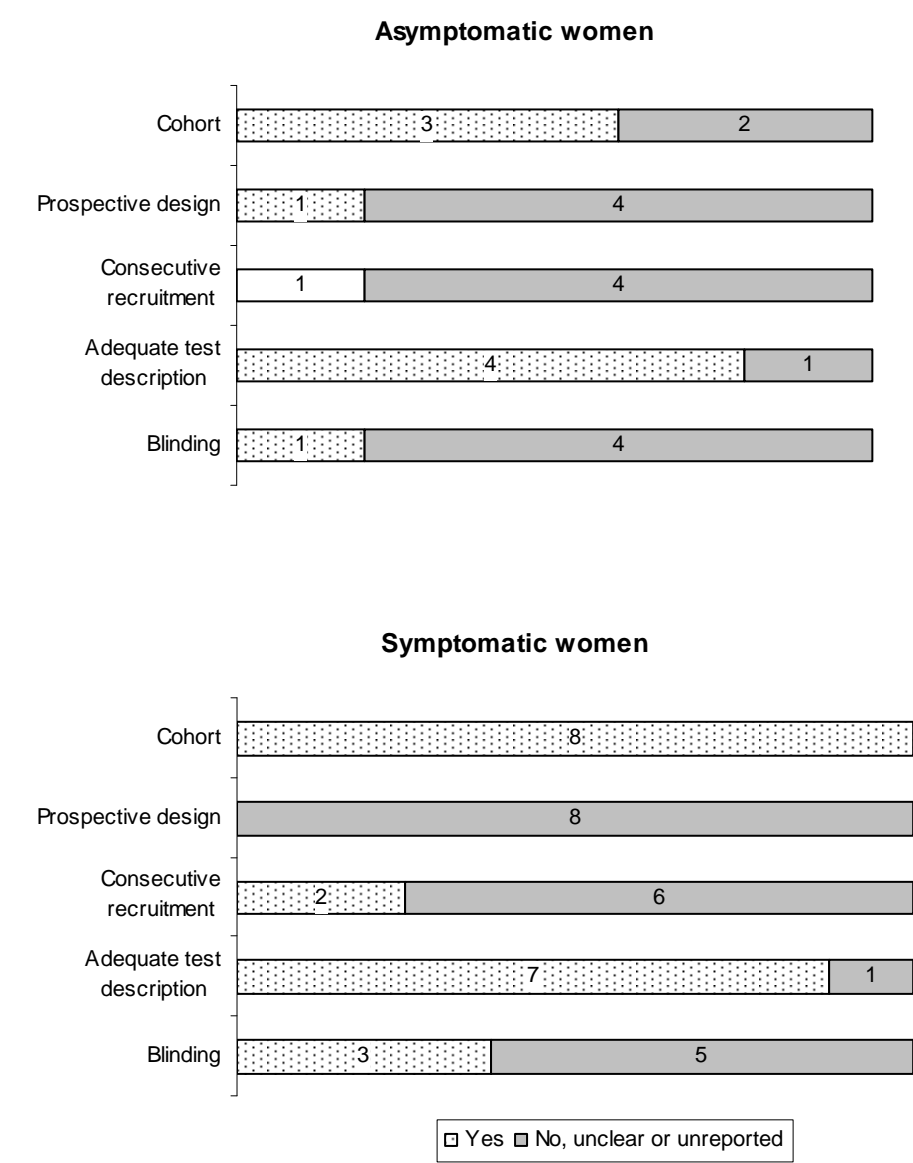 Asymptomatic women
Cohort 3 2
Prospective design 1 4
Consecutive
recruitment 1 4
Adequate test
description 4 1
Blinding 1 4
Symptomatic women
Cohort 8
Prospective design 8
Consecutive
recruitment 2 6
Adequate test
description 7 1
Blinding 3 5
Yes No, unclear or unreported